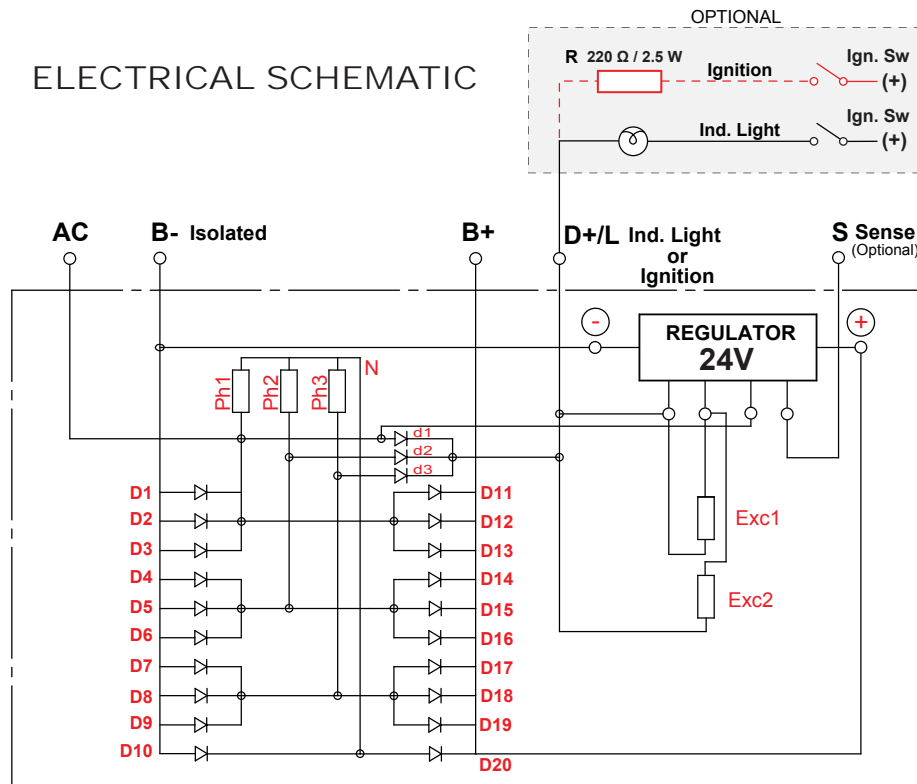 OPTIONAL
ELECTRICAL SCHEMATIC
R 220 Ω / 2.5 W
Ignition
Ign. Sw
(+)
Ind. Light
Ign. Sw
(+)
AC
B- Isolated
B+
D+/L Ind. Light
or
Ignition
S Sense
(Optional)
-
REGULATOR
24V
+
Ph1
Ph2
Ph3
N
d1
d2
d3
D1
D11
D2
D12
D3
D13
Exc1
D4
D14
D5
D15
Exc2
D6
D16
D7
D17
D8
D18
D9
D19
D10
D20